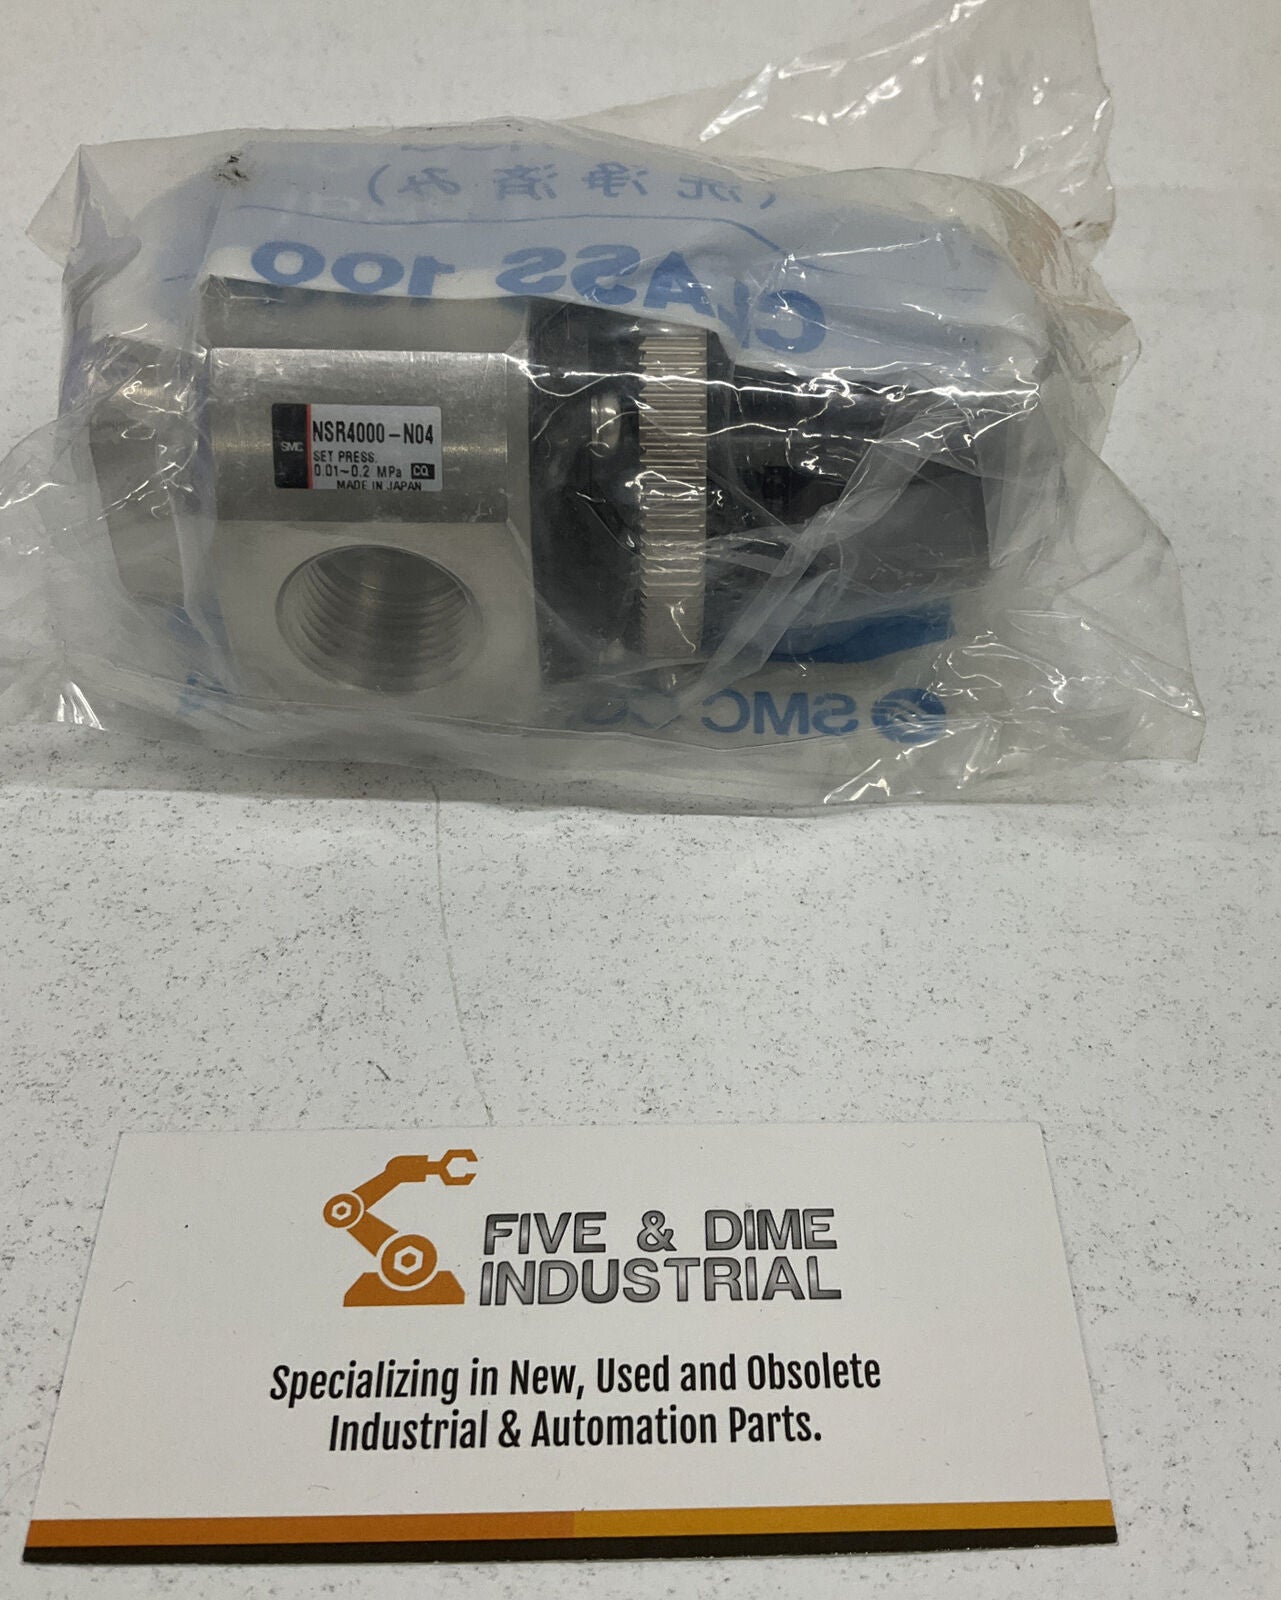 (洗浄済み)
CLASS 100
SMC
NSR4000-N04
SET PRESS.
0.01~0.2 MPa CQ
MADE IN JAPAN
SMC
FIVE & DIME
INDUSTRIAL
Specializing in New, Used and Obsolete
Industrial & Automation Parts.